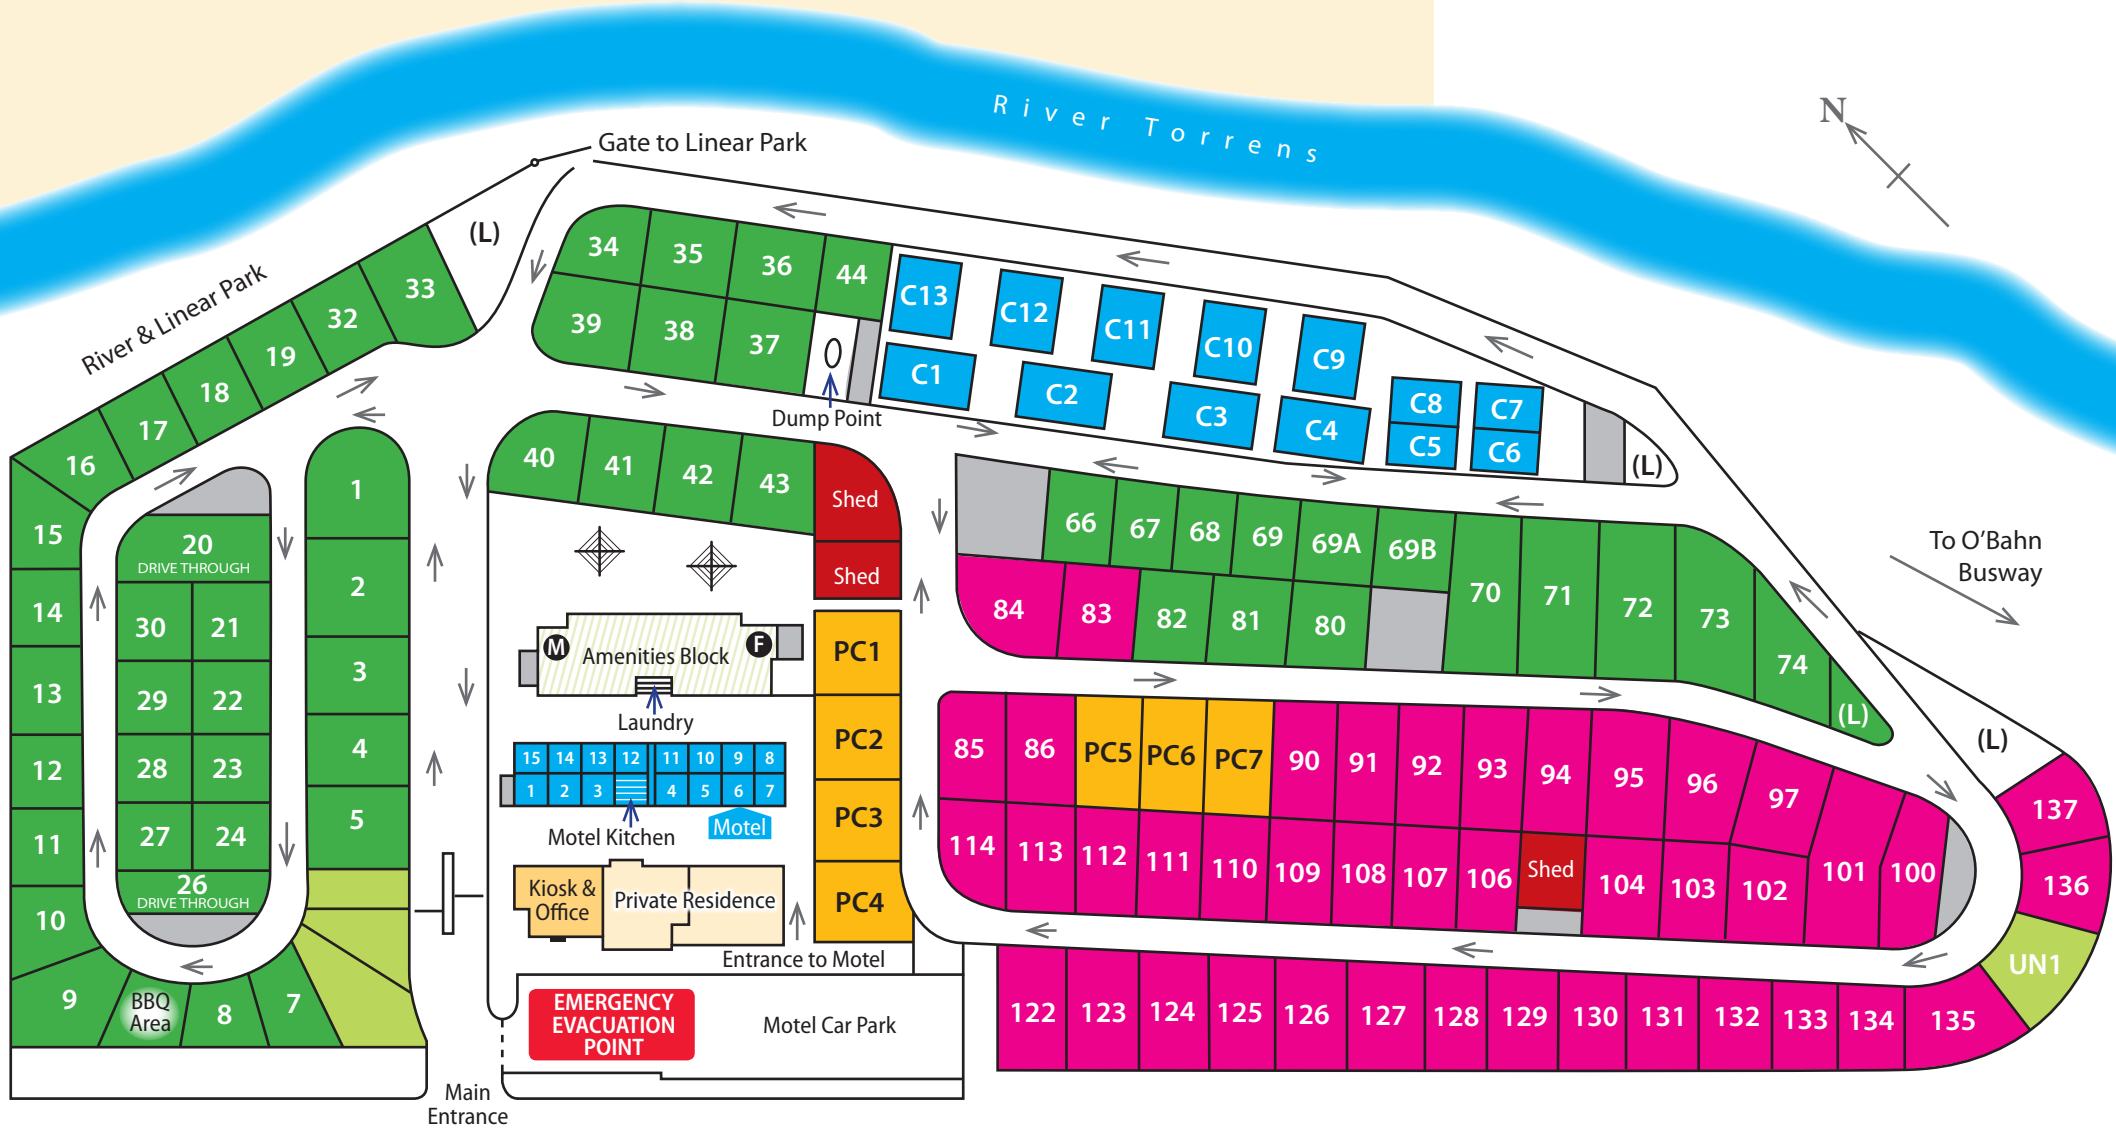 River Torrens
N
Gate to Linear Park
(L)
River & Linear Park
33
32
19
18
17
16
15
14
13
12
11
10
9
BBQ
Area
8
7
20
DRIVE THROUGH
30 21
29 22
28 23
27 24
26
DRIVE THROUGH
1
2
3
4
5
34 35 36 44
39 38 37
Dump Point
C13 C12 C11 C10 C9
C1 C2 C3 C4
C8 C7
C5 C6
(L)
40 41 42 43
Shed
Shed
M
F
Amenities Block
Laundry
15 14 13 12 11 10 9 8
1 2 3 4 5 6 7
Motel Kitchen
Motel
Kiosk &
Office
Private Residence
Entrance to Motel
PC1
PC2
PC3
PC4
EMERGENCY
EVACUATION
POINT
Motel Car Park
Main
Entrance
66 67 68 69 69A 69B 70 71 72 73 74
(L)
84 83 82 81 80
To O’Bahn
Busway
(L)
85 86 PC5 PC6 PC7 90 91 92 93 94 95 96 97
114 113 112 111 110 109 108 107 106 Shed 104 103 102 101 100
137
136
UN1
122 123 124 125 126 127 128 129 130 131 132 133 134 135